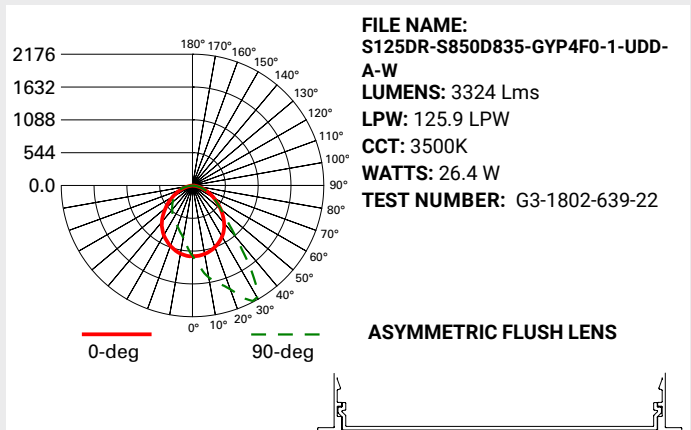 2176
1632
1088
544
0.0
180° 170° 160° 150° 140° 130° 120° 110° 100° 90° 80° 70° 60° 50° 40° 30° 20° 10° 0°
0-deg
90-deg
FILE NAME:
S125DR-S850D835-GYP4F0-1-UDD-
A-W
LUMENS: 3324 Lms
LPW: 125.9 LPW
CCT: 3500K
WATTS: 26.4 W
TEST NUMBER: G3-1802-639-22
ASYMMETRIC FLUSH LENS